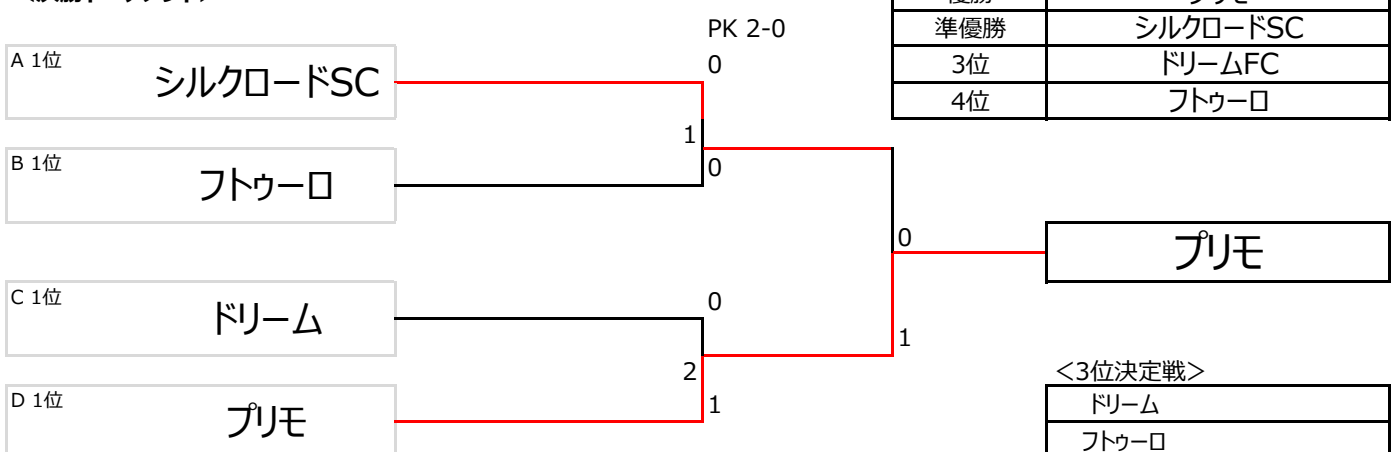 PK 2-0
準優勝 シルクロードSC
A 1位
シルクロードSC
0
3位 ドリームFC
4位 フトゥーロ
1
B 1位
フトゥーロ
0
0
プリモ
C 1位
ドリーム
0
1
2
<3位決定戦>
D 1位
プリモ
1
ドリーム
フトゥーロ